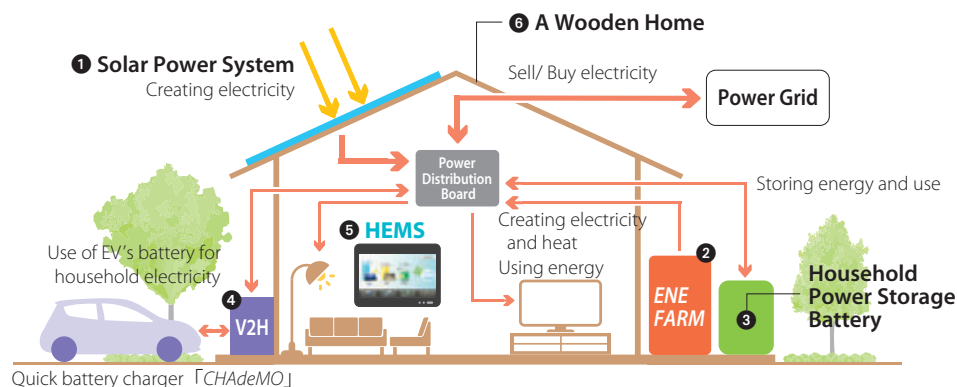 ❻ A Wooden Home
❶ Solar Power System
Creating electricity
Sell/ Buy electricity
Power Grid
Power
Distribution
Board
Storing energy and use
❺ HEMS
Creating electricity
and heat
Using energy
Use of EV's battery for
household electricity
❷
ENE
FARM
❹
V2H
❸
Household
Power Storage
Battery
Quick battery charger「CHAdeMO」